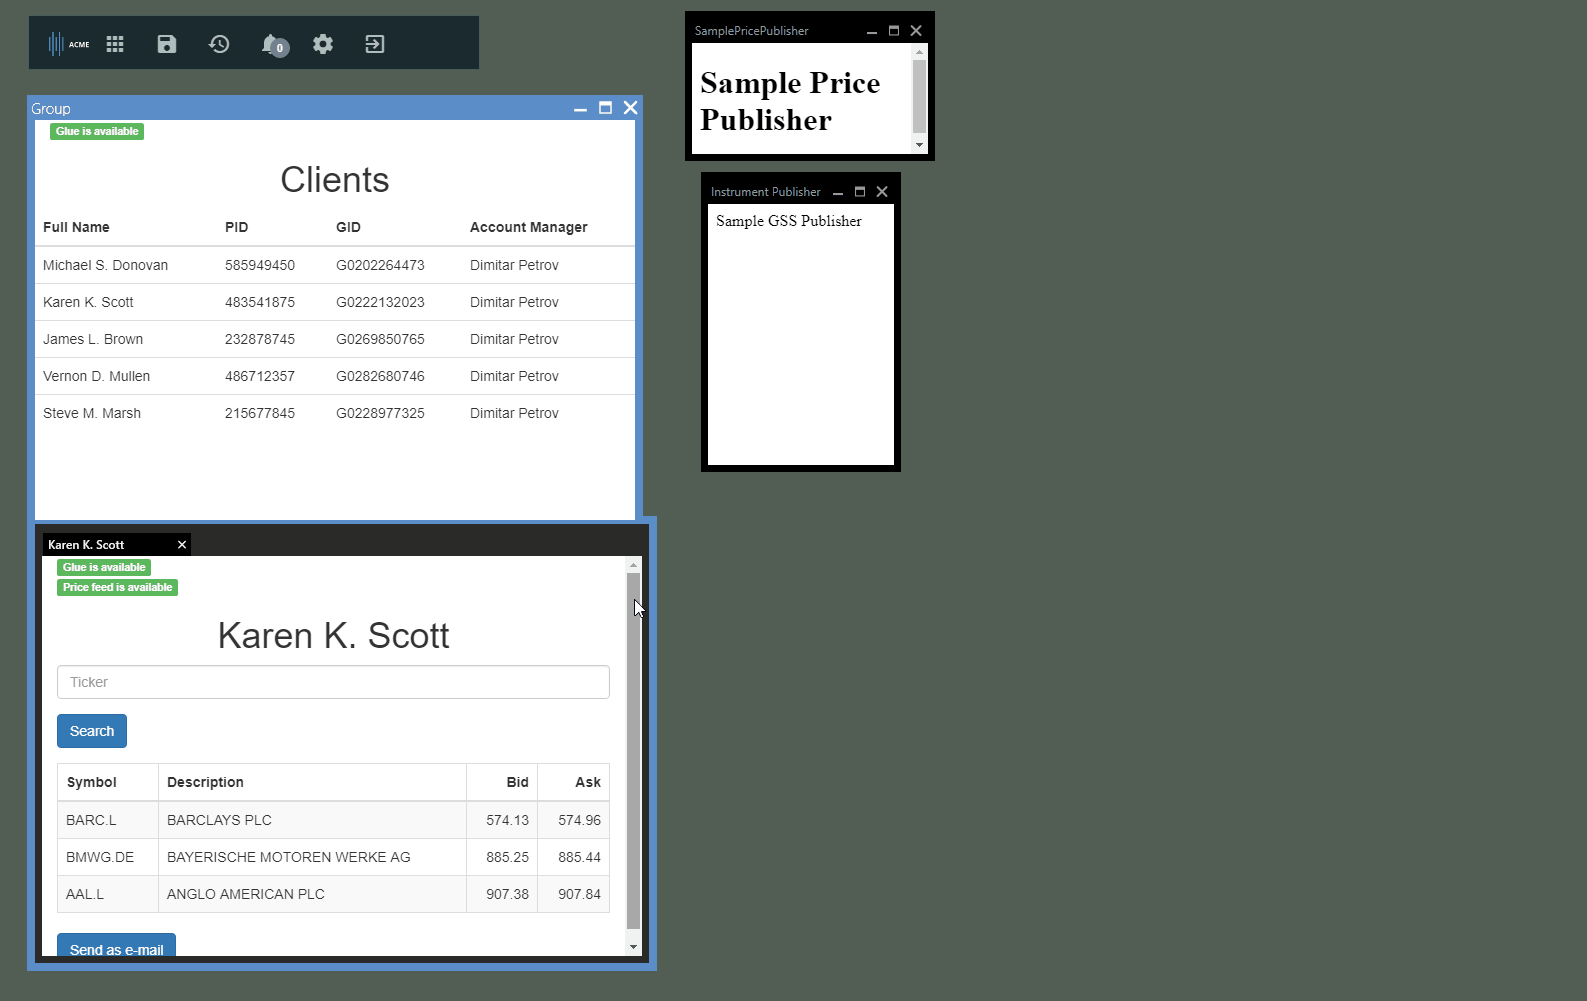 ACME
0
Group
Glue is available
Clients
Full Name PID GID Account Manager
Michael S. Donovan 585949450 G0202264473 Dimitar Petrov
Karen K. Scott 483541875 G0222132023 Dimitar Petrov
James L. Brown 232878745 G0269850765 Dimitar Petrov
Vernon D. Mullen 486712357 G0282680746 Dimitar Petrov
Steve M. Marsh 215677845 G0228977325 Dimitar Petrov
Karen K. Scott
Glue is available
Price feed is available
Karen K. Scott
Ticker
Search
Symbol Description Bid Ask
BARC.L BARCLAYS PLC 574.13 574.96
BMWG.DE BAYERISCHE MOTOREN WERKE AG 885.25 885.44
AAL.L ANGLO AMERICAN PLC 907.38 907.84
Send as e-mail
SamplePricePublisher
Sample Price
Publisher
Instrument Publisher
Sample GSS Publisher